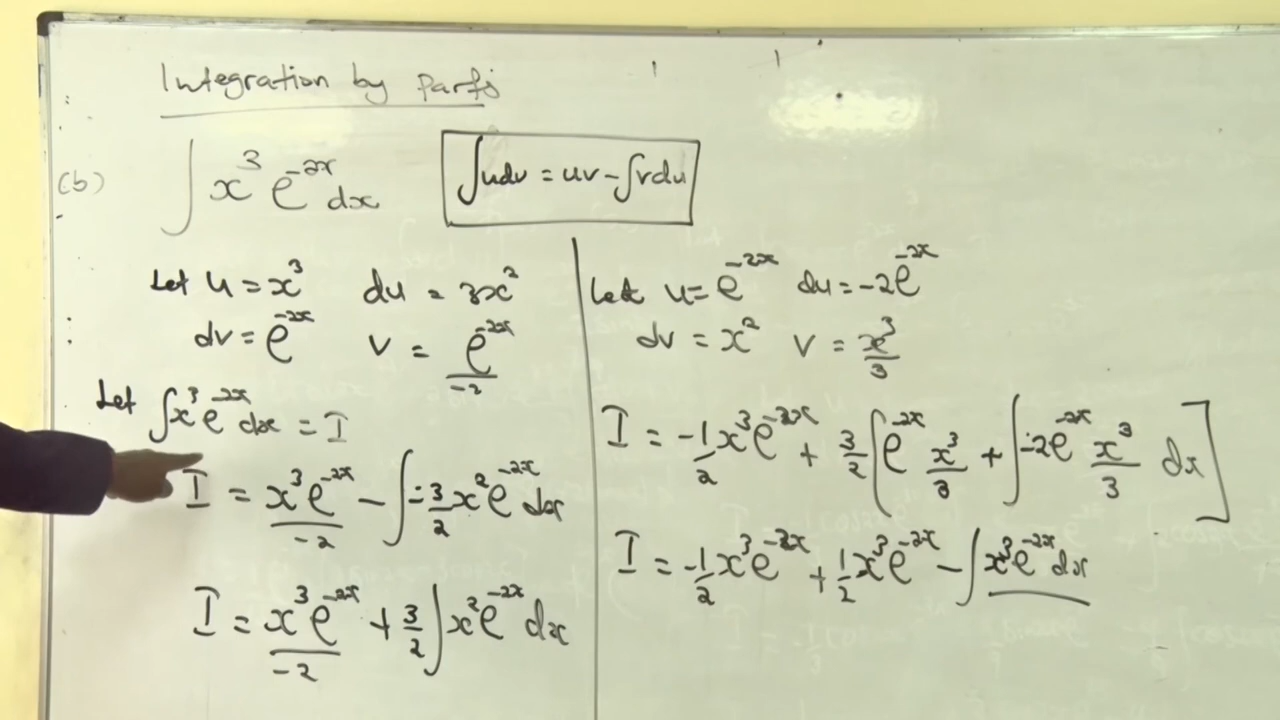 Integration by Parts
(b) ∫ x³ e⁻²ˣ dx
∫udv = uv - ∫vdu
Let u = x³ du = 3x²
dv = e⁻²ˣ v = e⁻²ˣ/-2
Let ∫x³e⁻²ˣ dx = I
I = x³e⁻²ˣ/-2 - ∫-3/2 x²e⁻²ˣ dx
I = x³e⁻²ˣ/-2 + 3/2 ∫x²e⁻²ˣ dx
Let u = e⁻²ˣ du = -2e⁻²ˣ
dv = x² v = x³/3
I = -1/2 x³e⁻²ˣ + 3/2 [e⁻²ˣ x³/3 + ∫-2e⁻²ˣ x³/3 dx]
I = -1/2 x³e⁻²ˣ + 1/2 x³e⁻²ˣ - ∫x³e⁻²ˣ dx